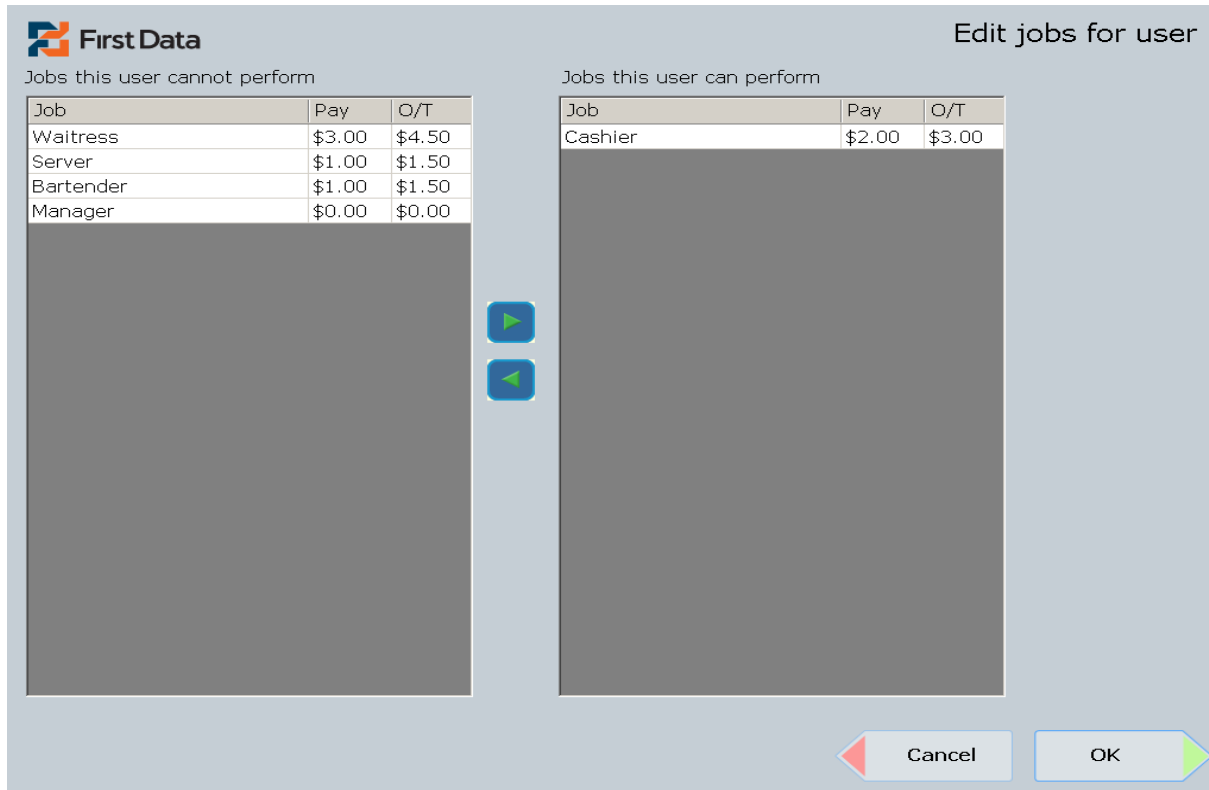 First Data
Edit jobs for user
Jobs this user cannot perform
Job Pay O/T
Waitress $3.00 $4.50
Server $1.00 $1.50
Bartender $1.00 $1.50
Manager $0.00 $0.00
Jobs this user can perform
Job Pay O/T
Cashier $2.00 $3.00
Cancel
OK